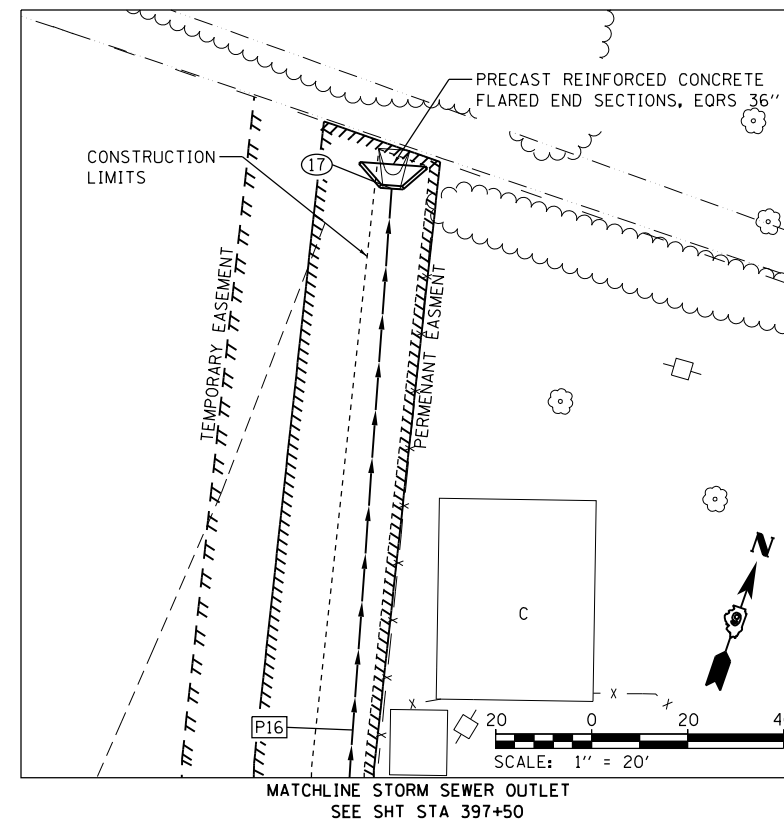 PRECAST REINFORCED CONCRETE
FLARED END SECTIONS, EQRS 36"
CONSTRUCTION
LIMITS
17
TEMPORARY EASEMENT
PERMENANT EASMENT
N
C
P16
X
X
X
X
X
X
X
X
20 0 20 4
SCALE: 1" = 20'
MATCHLINE STORM SEWER OUTLET
SEE SHT STA 397+50